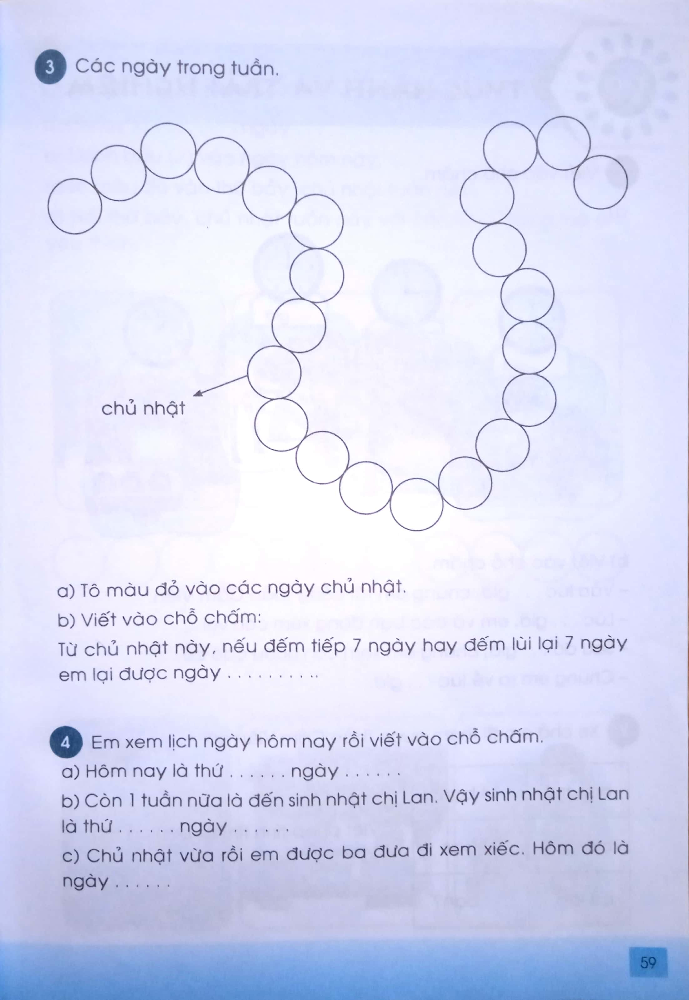 3 Các ngày trong tuần.
chủ nhật
a) Tô màu đỏ vào các ngày chủ nhật.
b) Viết vào chỗ chấm:
Từ chủ nhật này, nếu đếm tiếp 7 ngày hay đếm lùi lại 7 ngày
em lại được ngày . . . . . . . . . ..
4 Em xem lịch ngày hôm nay rồi viết vào chỗ chấm.
a) Hôm nay là thứ . . . . . . ngày . . . . . .
b) Còn 1 tuần nữa là đến sinh nhật chị Lan. Vậy sinh nhật chị Lan
là thứ . . . . . . ngày . . . . . .
c) Chủ nhật vừa rồi em được ba đưa đi xem xiếc. Hôm đó là
ngày . . . . . .
59